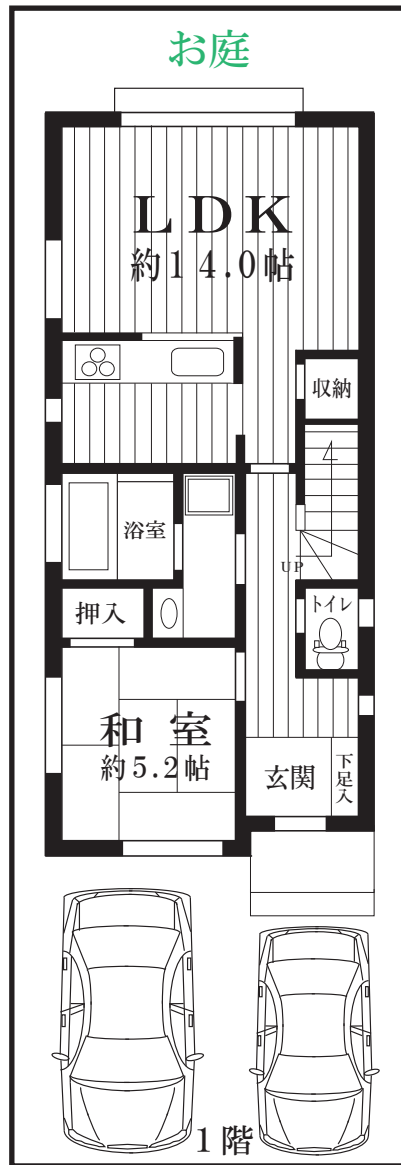 お庭
LDK
約14.0帖
収納
浴室
UP
押入
トイレ
和室
約5.2帖
玄関
下足入
1階